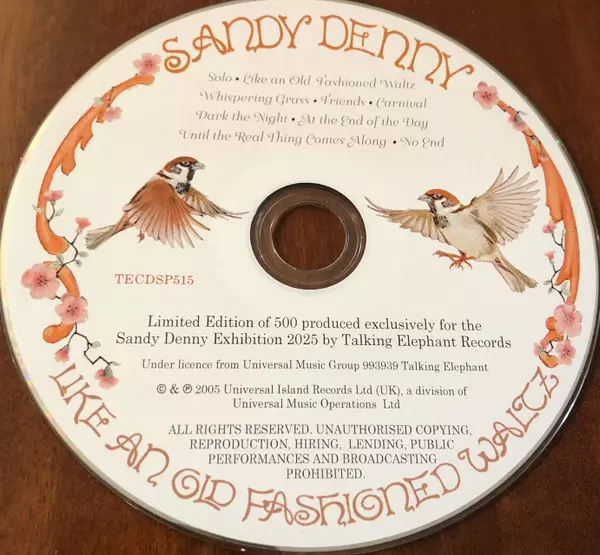 SANDY DENNY
Solo • Like an Old Fashioned Waltz
Whispering Grass • Friends • Carnival
Dark the Night • At the End of the Day
Until the Real Thing Comes Along • No End
TECDSP515
Limited Edition of 500 produced exclusively for the
Sandy Denny Exhibition 2025 by Talking Elephant Records
Under licence from Universal Music Group 993939 Talking Elephant
© & ℗ 2005 Universal Island Records Ltd (UK), a division of
Universal Music Operations Ltd
ALL RIGHTS RESERVED. UNAUTHORISED COPYING,
REPRODUCTION, HIRING, LENDING, PUBLIC
PERFORMANCES AND BROADCASTING
PROHIBITED.
LIKE AN OLD FASHIONED WALTZ